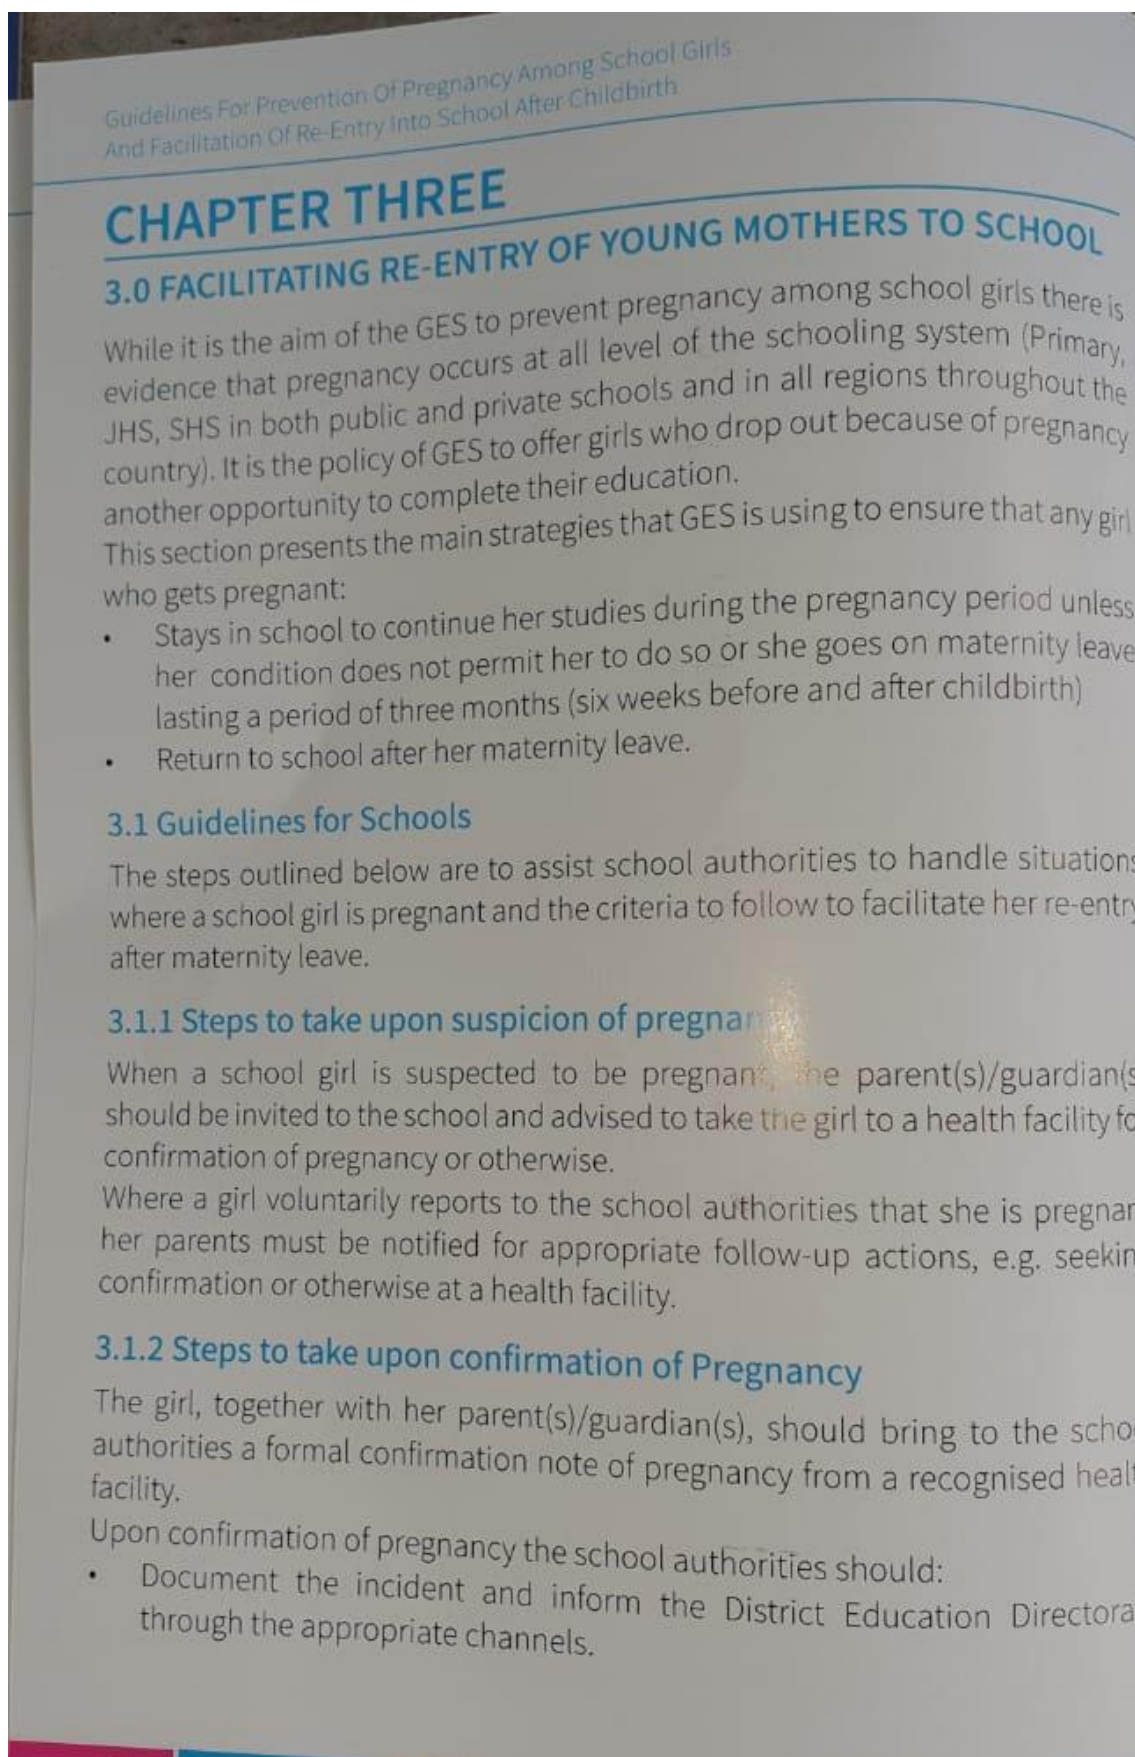 Guidelines For Prevention Of Pregnancy Among School Girls
And Facilitation Of Re-Entry Into School After Childbirth
CHAPTER THREE
3.0 FACILITATING RE-ENTRY OF YOUNG MOTHERS TO SCHOOL
While it is the aim of the GES to prevent pregnancy among school girls there is
evidence that pregnancy occurs at all level of the schooling system (Primary,
JHS, SHS in both public and private schools and in all regions throughout the
country). It is the policy of GES to offer girls who drop out because of pregnancy
another opportunity to complete their education.
This section presents the main strategies that GES is using to ensure that any girl
who gets pregnant:
• Stays in school to continue her studies during the pregnancy period unless
her condition does not permit her to do so or she goes on maternity leave
lasting a period of three months (six weeks before and after childbirth)
• Return to school after her maternity leave.
3.1 Guidelines for Schools
The steps outlined below are to assist school authorities to handle situations
where a school girl is pregnant and the criteria to follow to facilitate her re-entry
after maternity leave.
3.1.1 Steps to take upon suspicion of
When a school girl is suspected to be pregnant, the parent(s)/guardian(s
should be invited to the school and advised to take the girl to a health facility fo
confirmation of pregnancy or otherwise.
Where a girl voluntarily reports to the school authorities that she is pregnan
her parents must be notified for appropriate follow-up actions, e.g. seekin
confirmation or otherwise at a health facility.
3.1.2 Steps to take upon confirmation of Pregnancy
The girl, together with her parent(s)/guardian(s), should bring to the schoo
authorities a formal confirmation note of pregnancy from a recognised healt
facility.
Upon confirmation of pregnancy the school authorities should:
• Document the incident and inform the District Education Directora
through the appropriate channels.